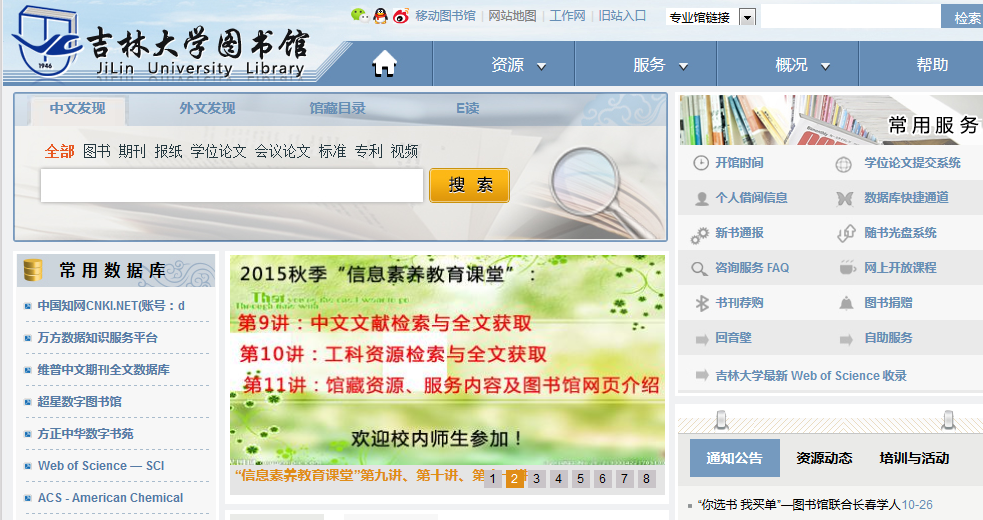 移动图书馆 | 网站地图 | 工作网 | 旧站入口
专业馆链接
检索
吉林大学图书馆
JiLin University Library
1946
资源 服务 概况 帮助
中文发现 外文发现 馆藏目录 E读
全部 图书 期刊 报纸 学位论文 会议论文 标准 专利 视频
搜 索
常用服务
开馆时间 学位论文提交系统
个人借阅信息 数据库快捷通道
新书通报 随书光盘系统
咨询服务 FAQ 网上开放课程
书刊荐购 图书捐赠
回音壁 自助服务
吉林大学最新 Web of Science 收录
常用数据库
中国知网CNKI.NET(账号：d
万方数据知识服务平台
维普中文期刊全文数据库
超星数字图书馆
方正中华数字书苑
Web of Science — SCI
ACS - American Chemical
2015秋季“信息素养教育课堂”：
第9讲：中文文献检索与全文获取
第10讲：工科资源检索与全文获取
第11讲：馆藏资源、服务内容及图书馆网页介绍
欢迎校内师生参加！
“信息素养教育课堂”第九讲、第十讲、第
1 2 3 4 5 6 7 8
通知公告 资源动态 培训与活动
“你选书 我买单”—图书馆联合长春学人10-26